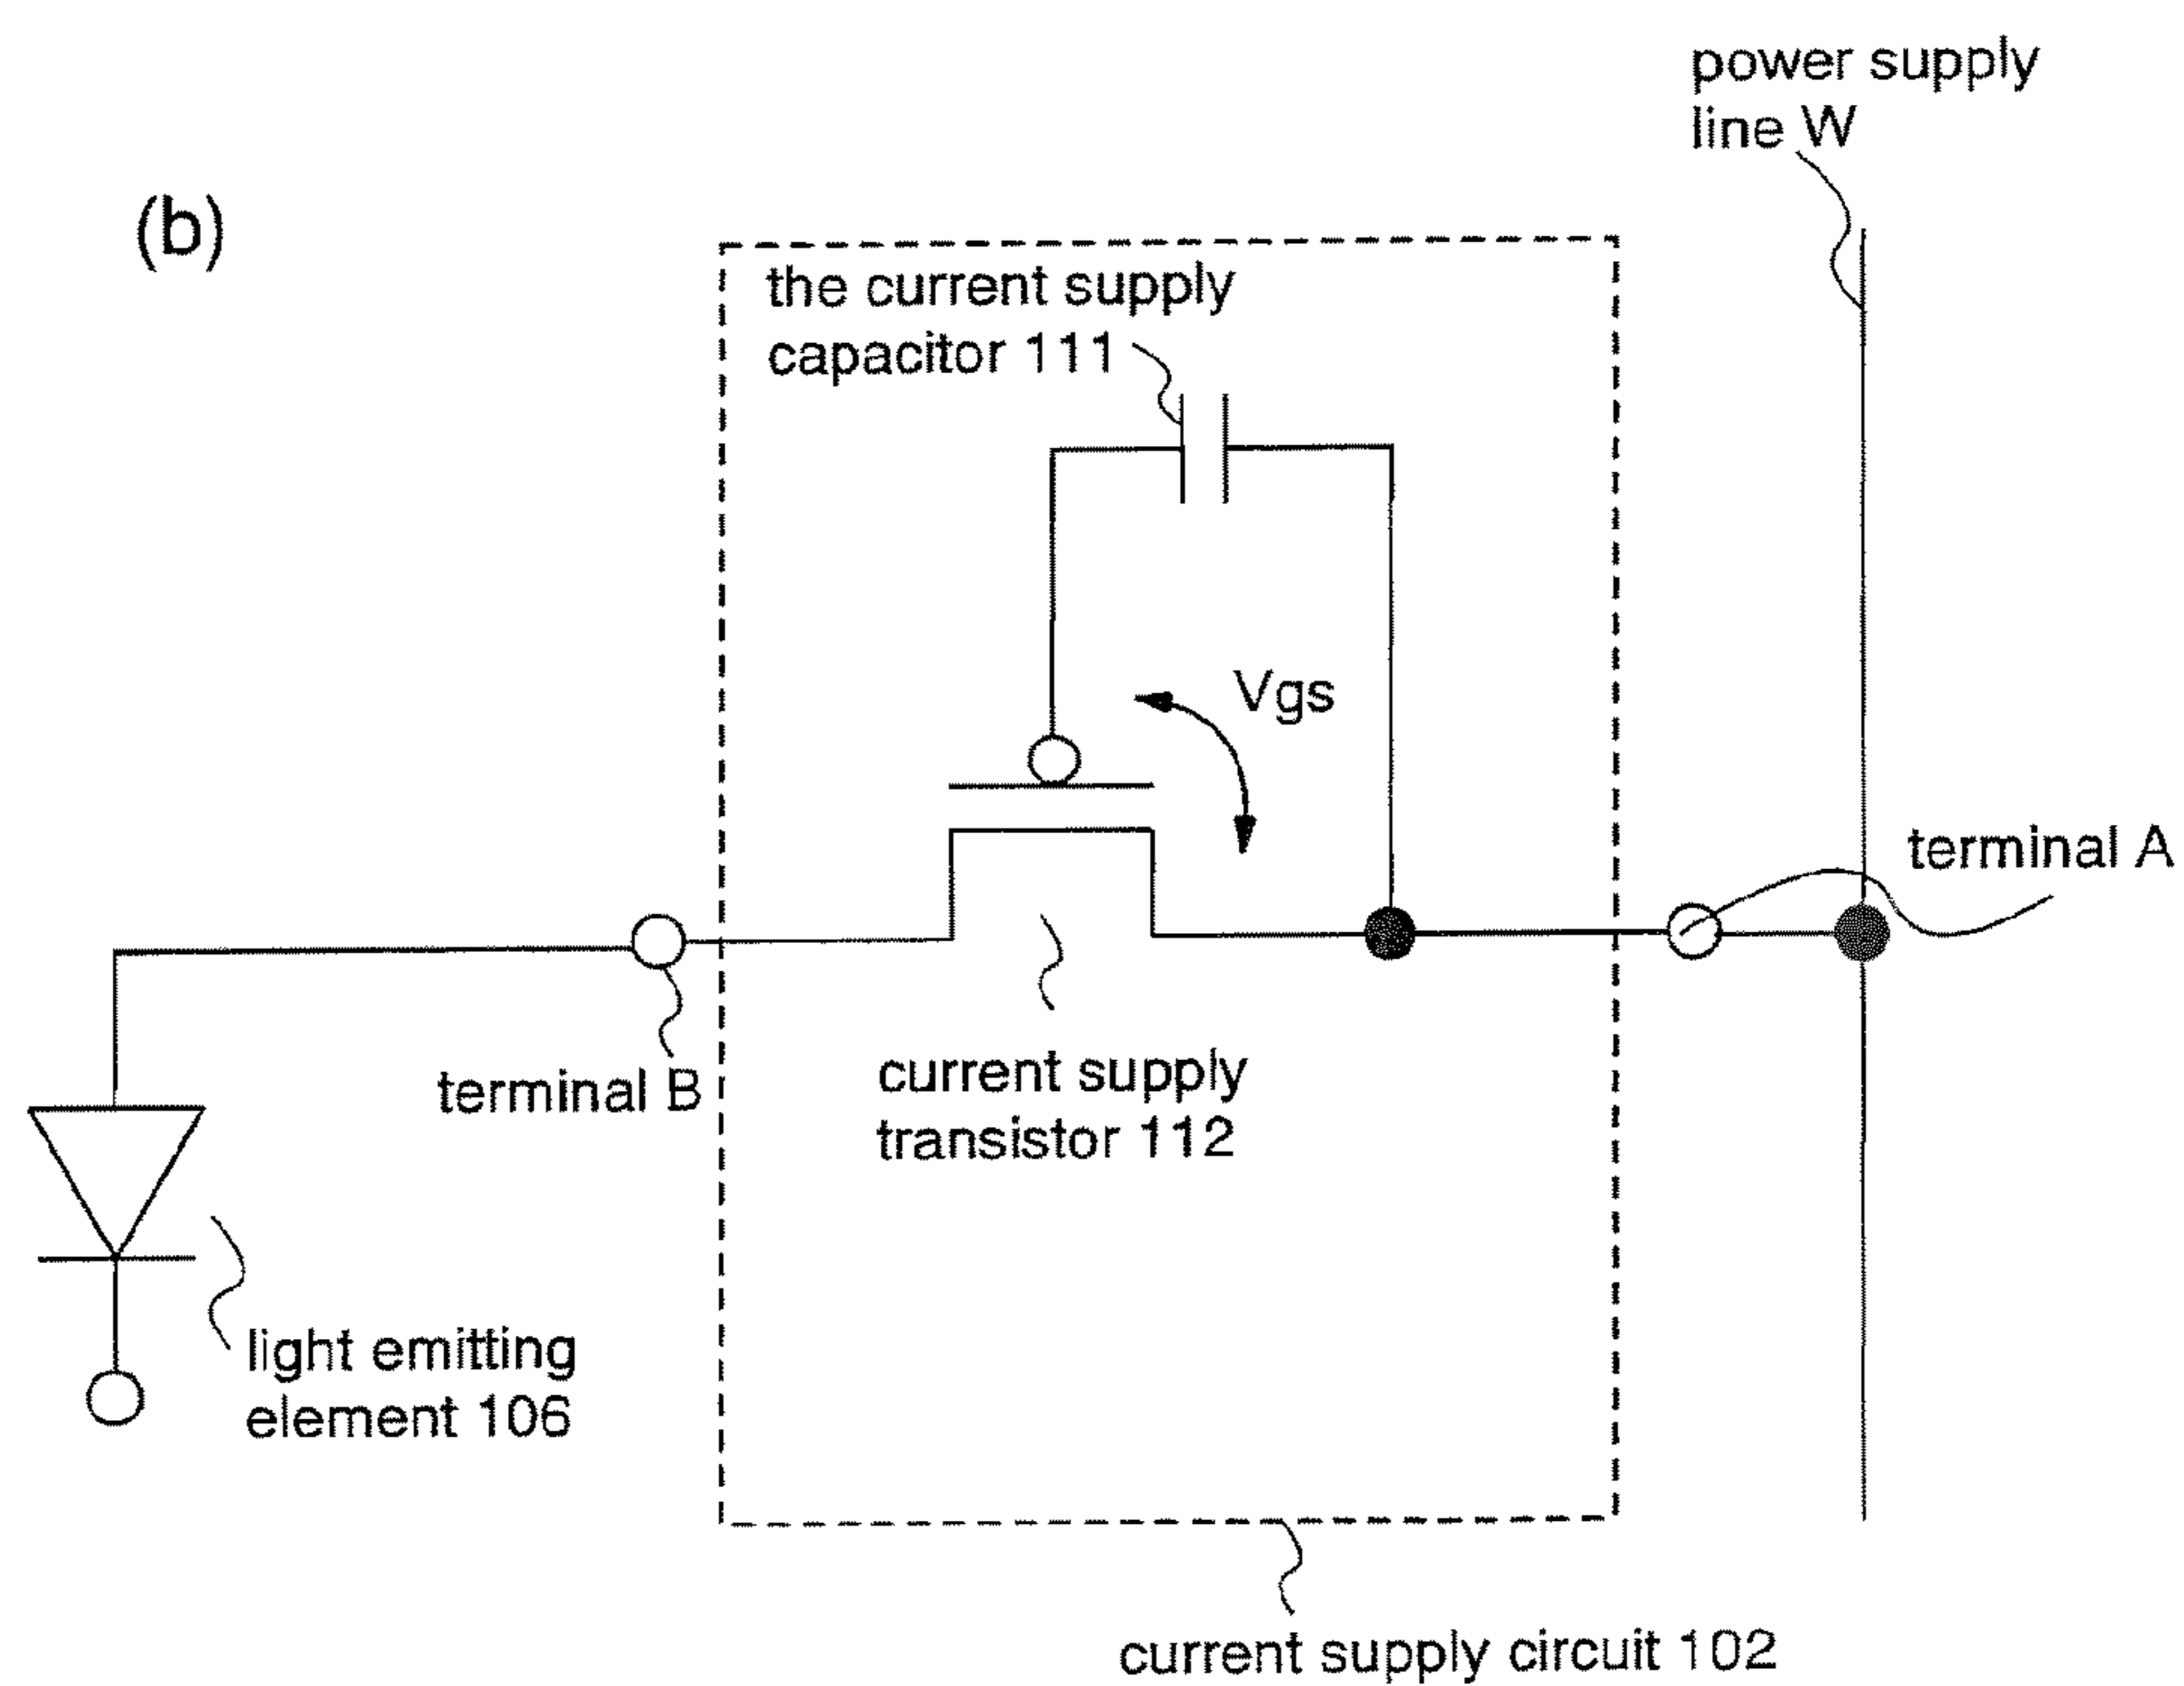 power supply
line W
(b)
the current supply
capacitor 111
Vgs
terminal A
terminal B
current supply
transistor 112
light emitting
element 106
current supply circuit 102